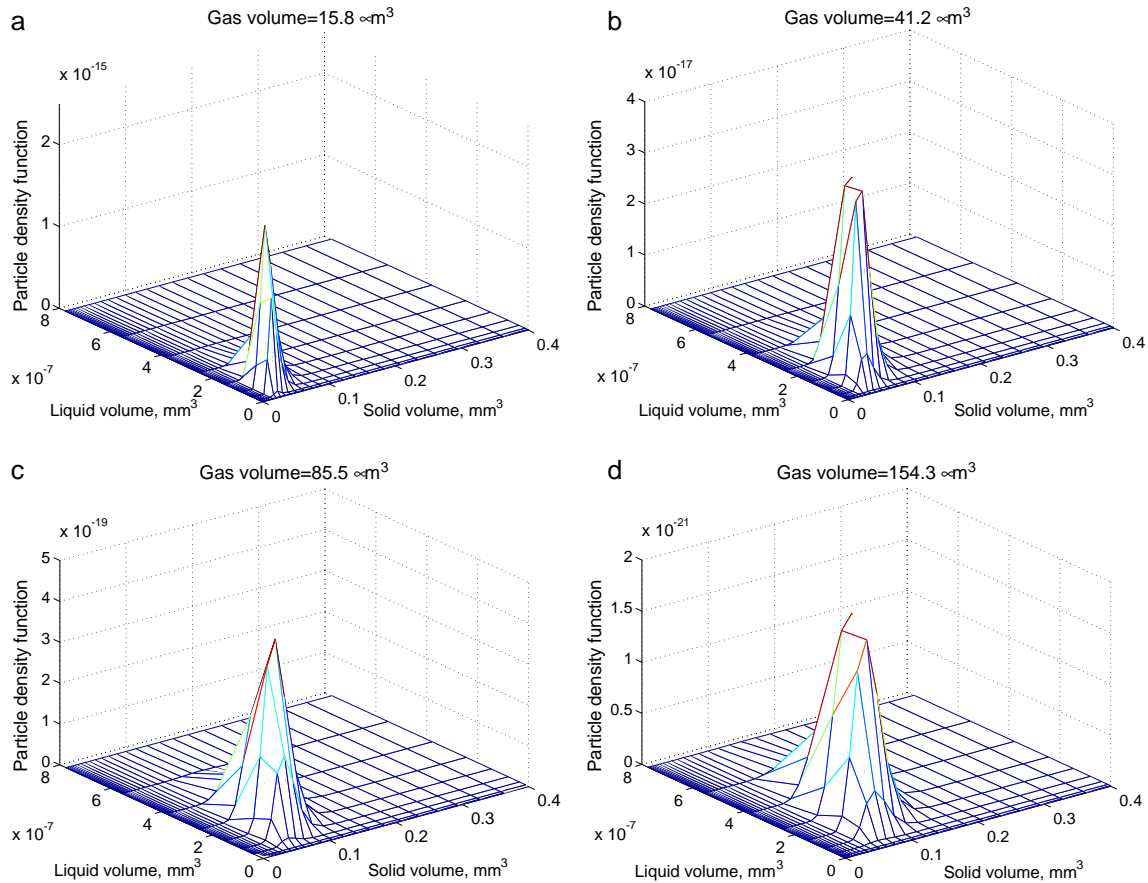 a
Gas volume=15.8 ∝m³
x 10⁻¹⁵
Particle density function
2
1
0
8
6
4
2
0
x 10⁻⁷
Liquid volume, mm³
0
0.1
0.2
0.3
0.4
Solid volume, mm³
b
Gas volume=41.2 ∝m³
x 10⁻¹⁷
Particle density function
4
3
2
1
0
8
6
4
2
0
x 10⁻⁷
Liquid volume, mm³
0
0.1
0.2
0.3
0.4
Solid volume, mm³
c
Gas volume=85.5 ∝m³
x 10⁻¹⁹
Particle density function
5
4
3
2
1
0
8
6
4
2
0
x 10⁻⁷
Liquid volume, mm³
0
0.1
0.2
0.3
0.4
Solid volume, mm³
d
Gas volume=154.3 ∝m³
x 10⁻²¹
Particle density function
2
1.5
1
0.5
0
8
6
4
2
0
x 10⁻⁷
Liquid volume, mm³
0
0.1
0.2
0.3
0.4
Solid volume, mm³